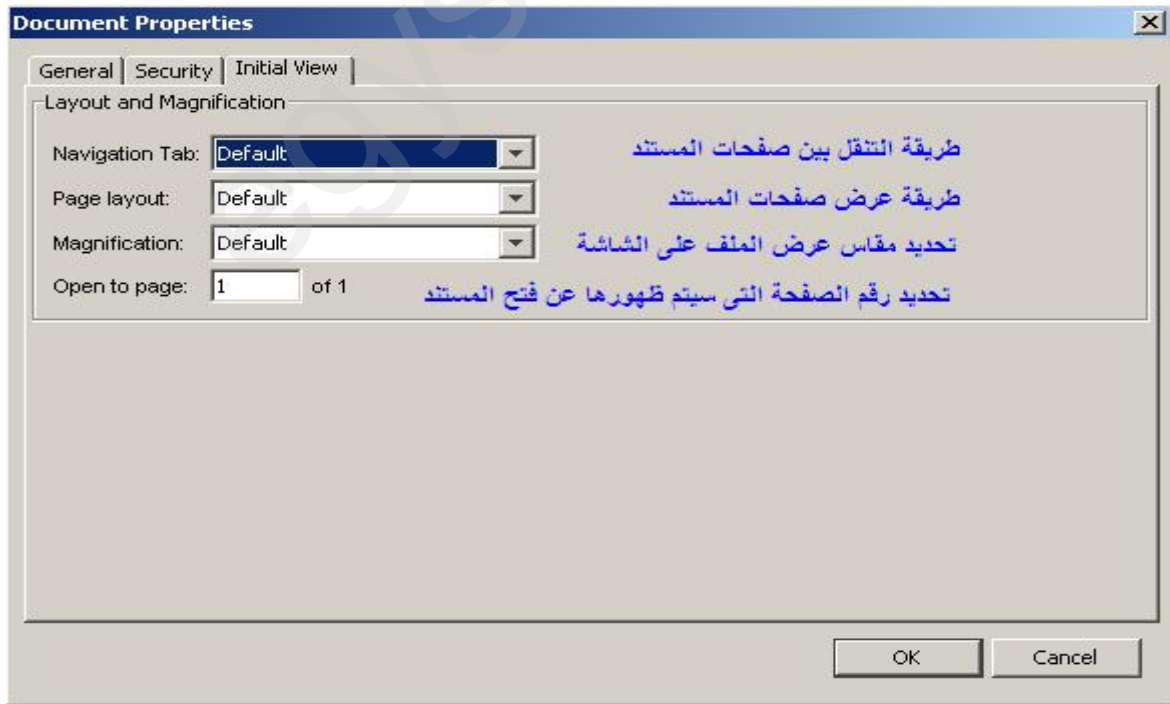 Document Properties
General Security Initial View
Layout and Magnification
Navigation Tab: Default طريقة التنقل بين صفحات المستند
Page layout: Default طريقة عرض صفحات المستند
Magnification: Default تحديد مقاس عرض الملف على الشاشة
Open to page: 1 of 1 تحديد رقم الصفحة التى سيتم ظهورها عن فتح المستند
OK Cancel